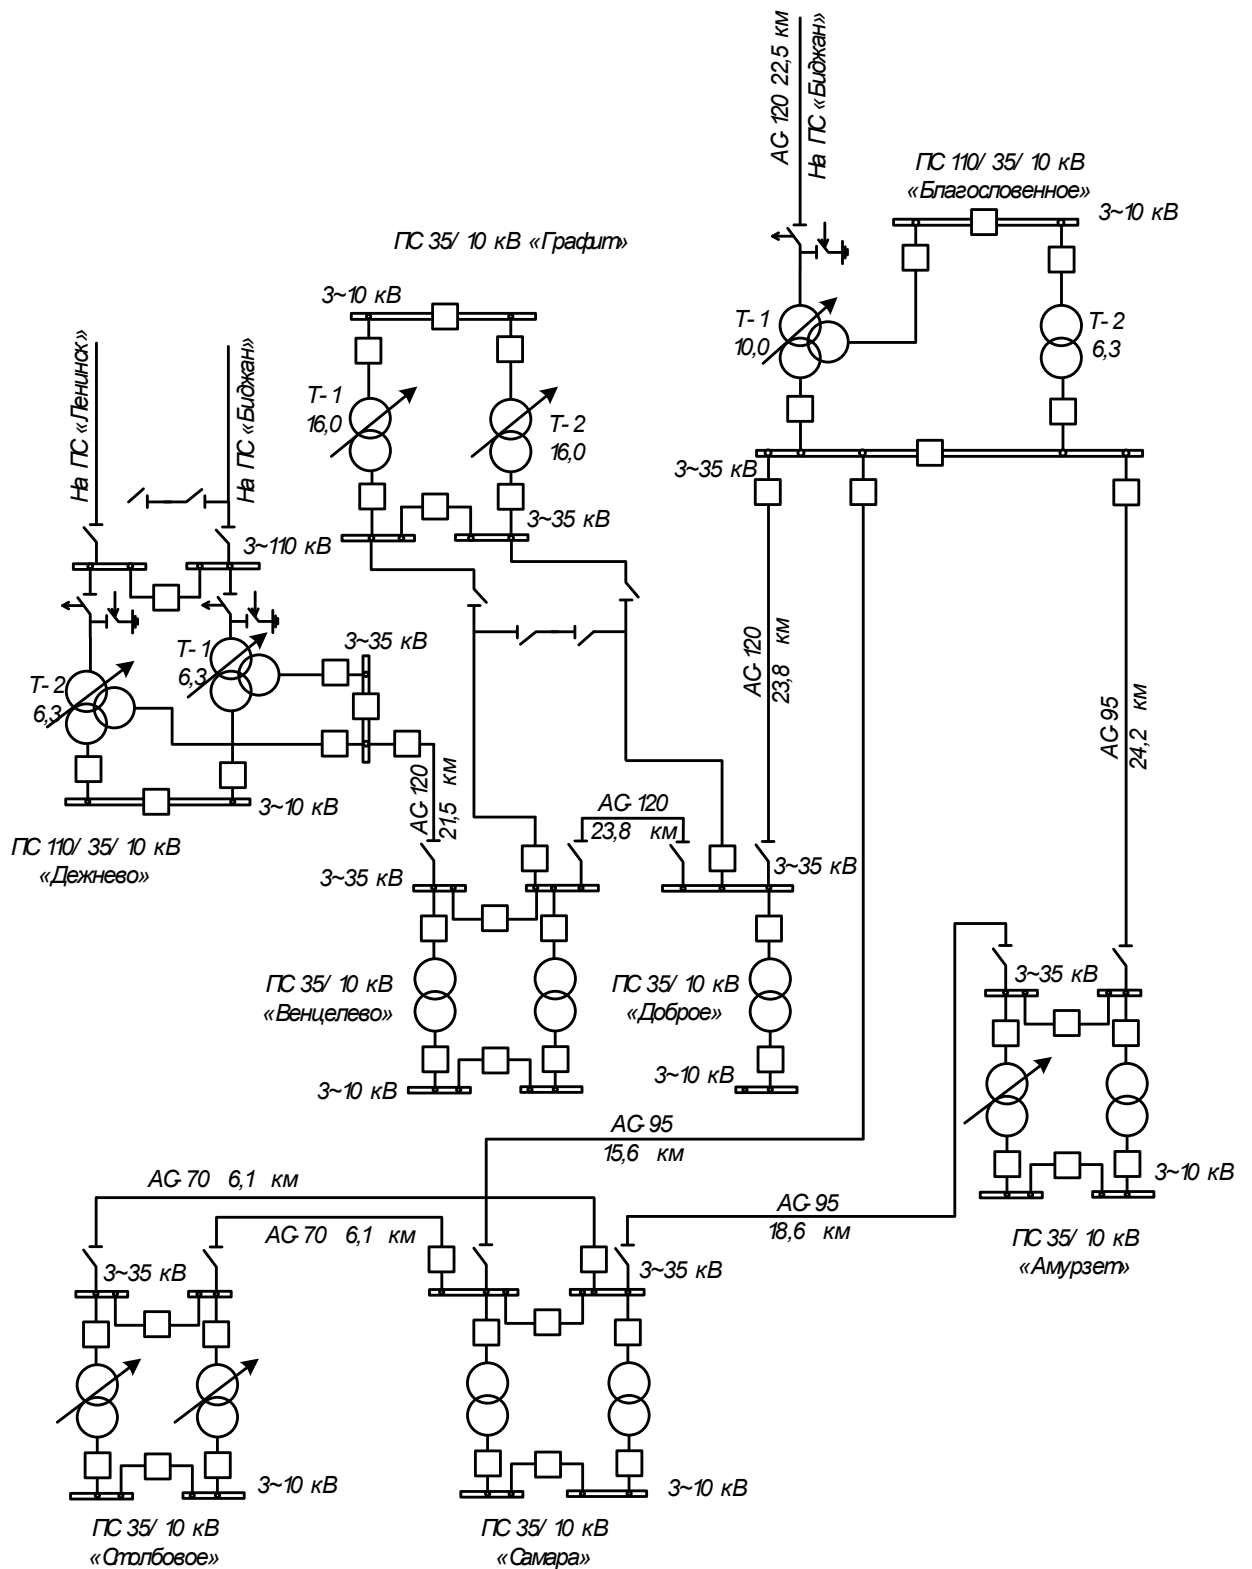 АС-120 22,5 км
На ПС «Биджан»
ПС 110/ 35/ 10 кВ
«Благословенное»
3~10 кВ
ПС 35/ 10 кВ «Графит»
3~10 кВ
Т- 1
10,0
Т- 2
6,3
На ПС «Ленинск»
На ПС «Биджан»
Т- 1
16,0
Т- 2
16,0
3~35 кВ
3~35 кВ
3~110 кВ
3~35 кВ
Т- 1
6,3
Т- 2
6,3
АС-120
23,8 км
АС-95
24,2 км
АС-120
21,5 км
3~10 кВ
АС-120
23,8 км
ПС 110/ 35/ 10 кВ
«Дежнево»
3~35 кВ
3~35 кВ
ПС 35/ 10 кВ
«Венцелево»
ПС 35/ 10 кВ
«Доброе»
3~35 кВ
3~10 кВ
3~10 кВ
АС-95
15,6 км
3~10 кВ
АС-70 6,1 км
АС-95
18,6 км
АС-70 6,1 км
ПС 35/ 10 кВ
«Амурзет»
3~35 кВ
3~35 кВ
3~10 кВ
3~10 кВ
ПС 35/ 10 кВ
«Столбовое»
ПС 35/ 10 кВ
«Самара»